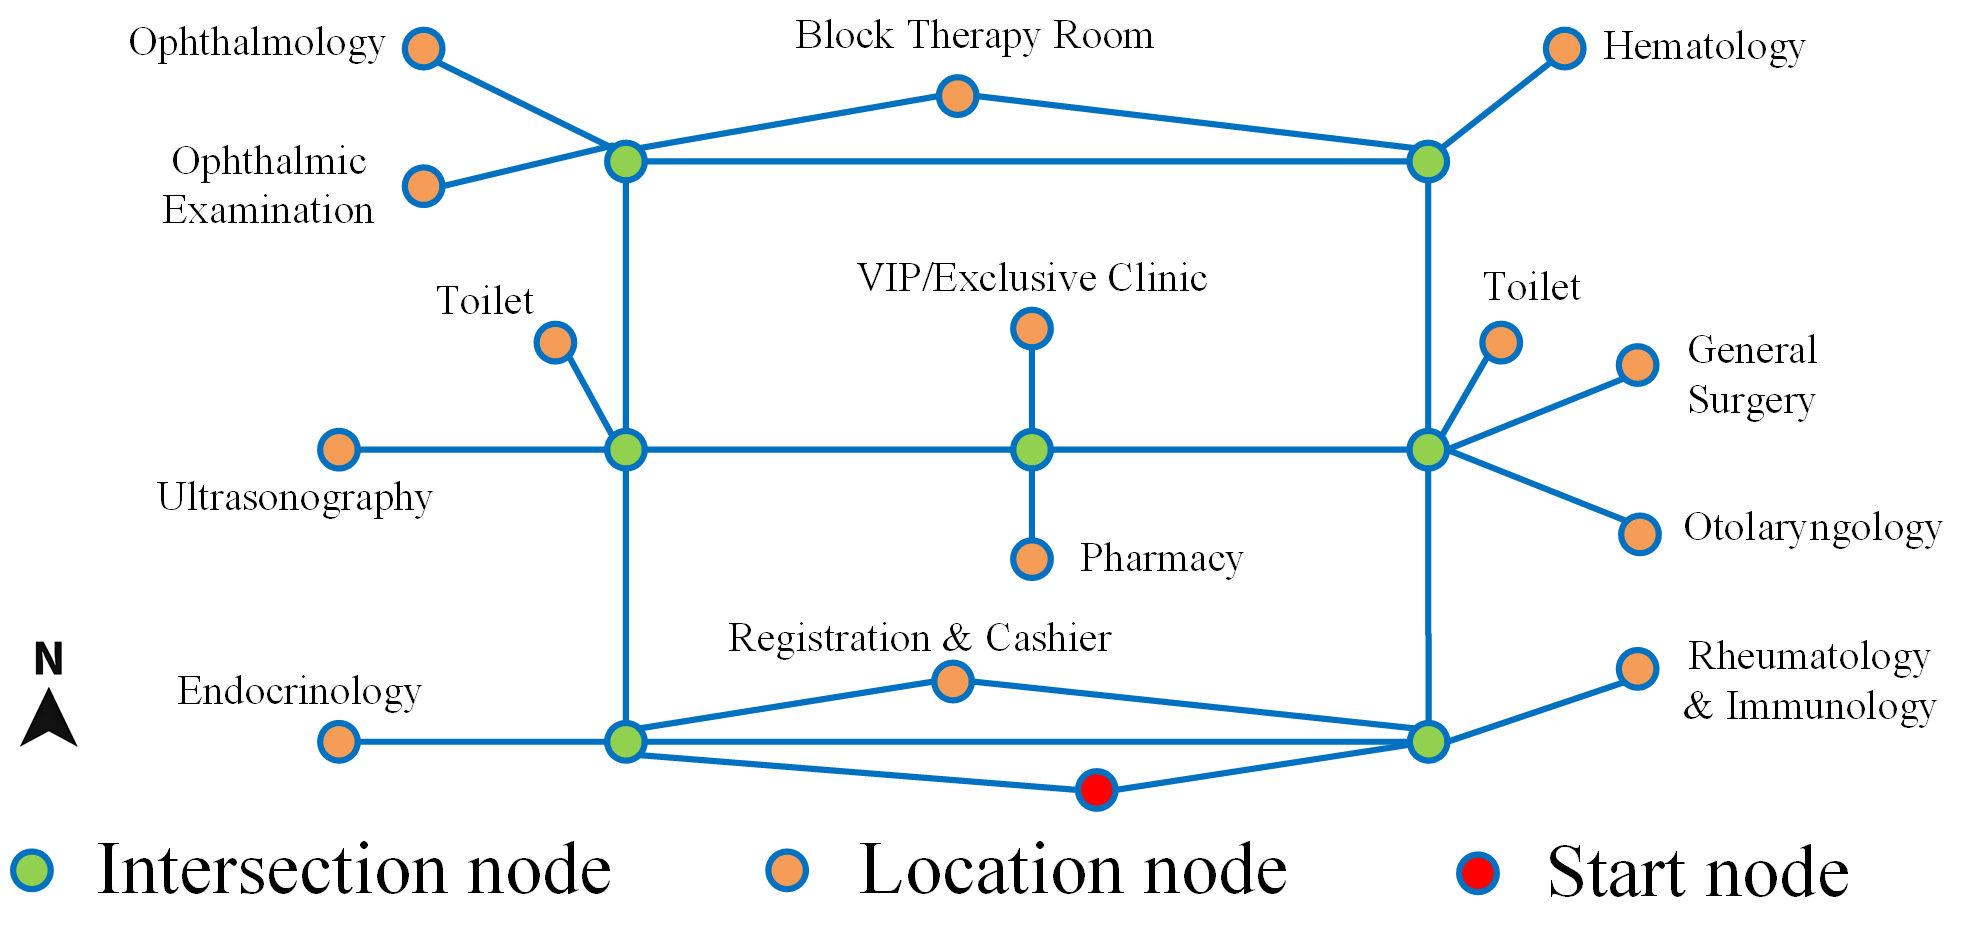 Ophthalmology
Block Therapy Room
Hematology
Ophthalmic
Examination
VIP/Exclusive Clinic
Toilet
Toilet
General
Surgery
Ultrasonography
Otolaryngology
Pharmacy
Registration & Cashier
N
Endocrinology
Rheumatology
& Immunology
Intersection node
Location node
Start node